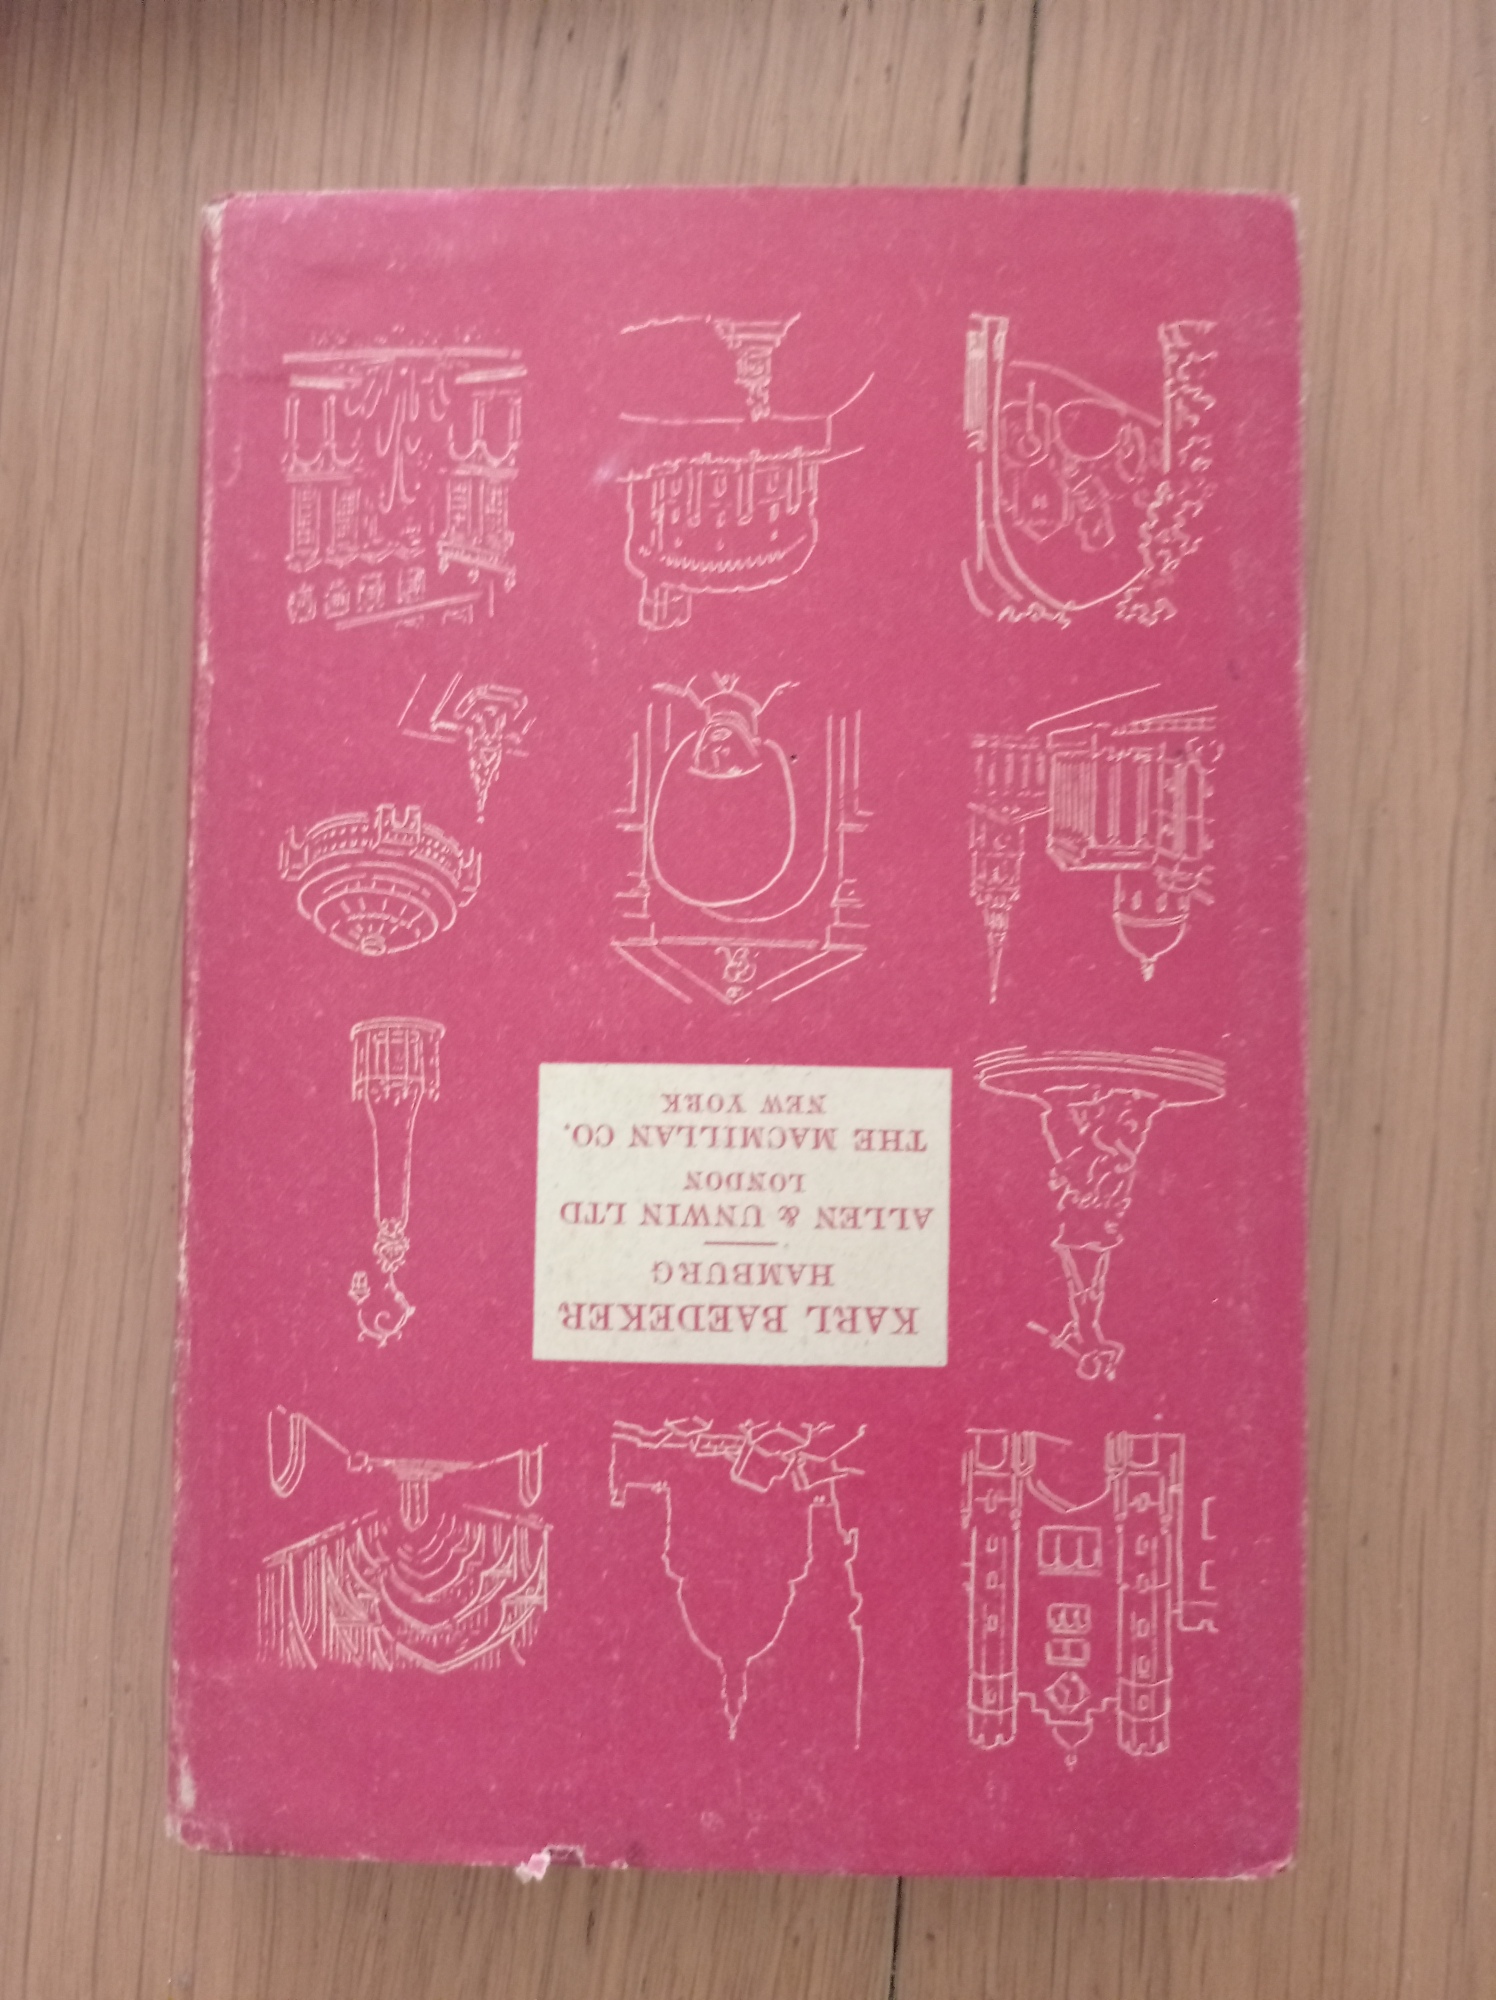 KARL BAEDEKER
HAMBURG
ALLEN & UNWIN LTD
LONDON
THE MACMILLAN CO.
NEW YORK